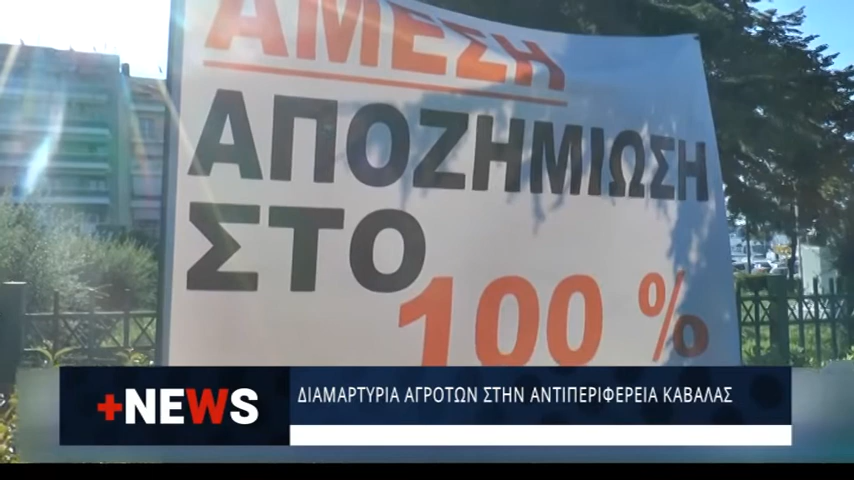 ΑΜΕΣΗ
ΑΠΟΖΗΜΙΩΣΗ
ΣΤΟ
100 %
+NEWS
ΔΙΑΜΑΡΤΥΡΙΑ ΑΓΡΟΤΩΝ ΣΤΗΝ ΑΝΤΙΠΕΡΙΦΕΡΕΙΑ ΚΑΒΑΛΑΣ